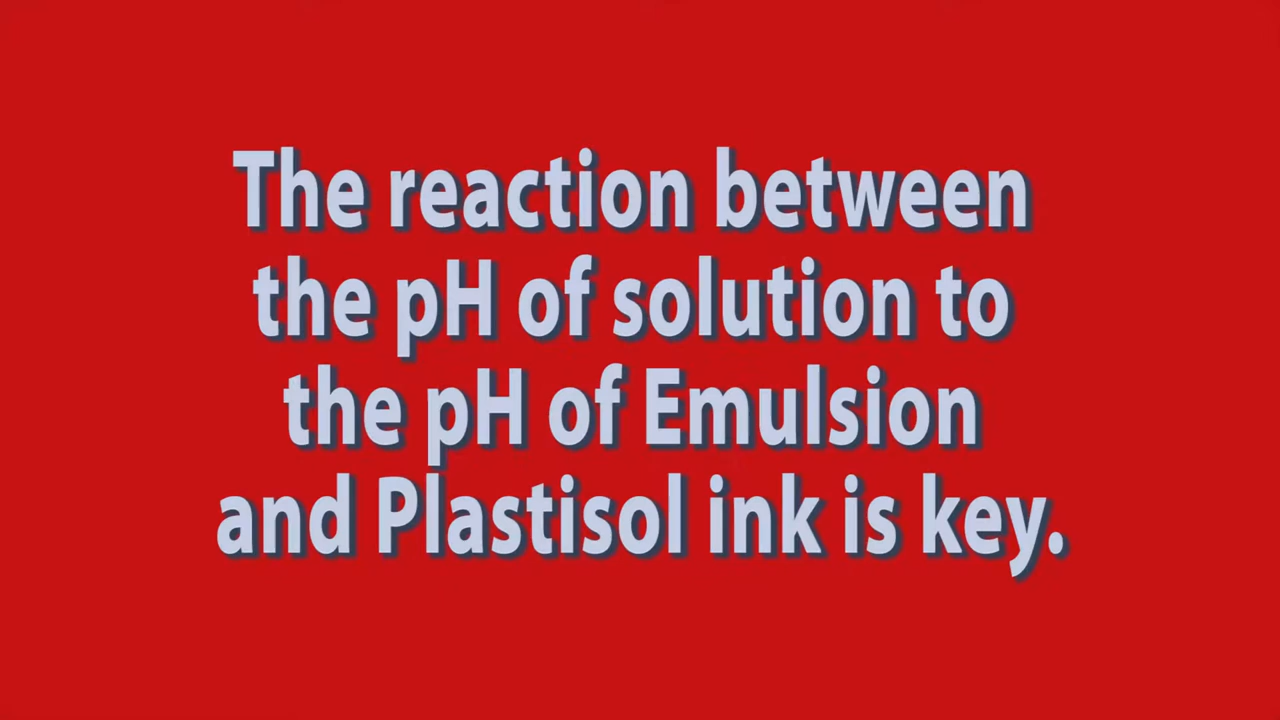 The reaction between
the pH of solution to
the pH of Emulsion
and Plastisol ink is key.